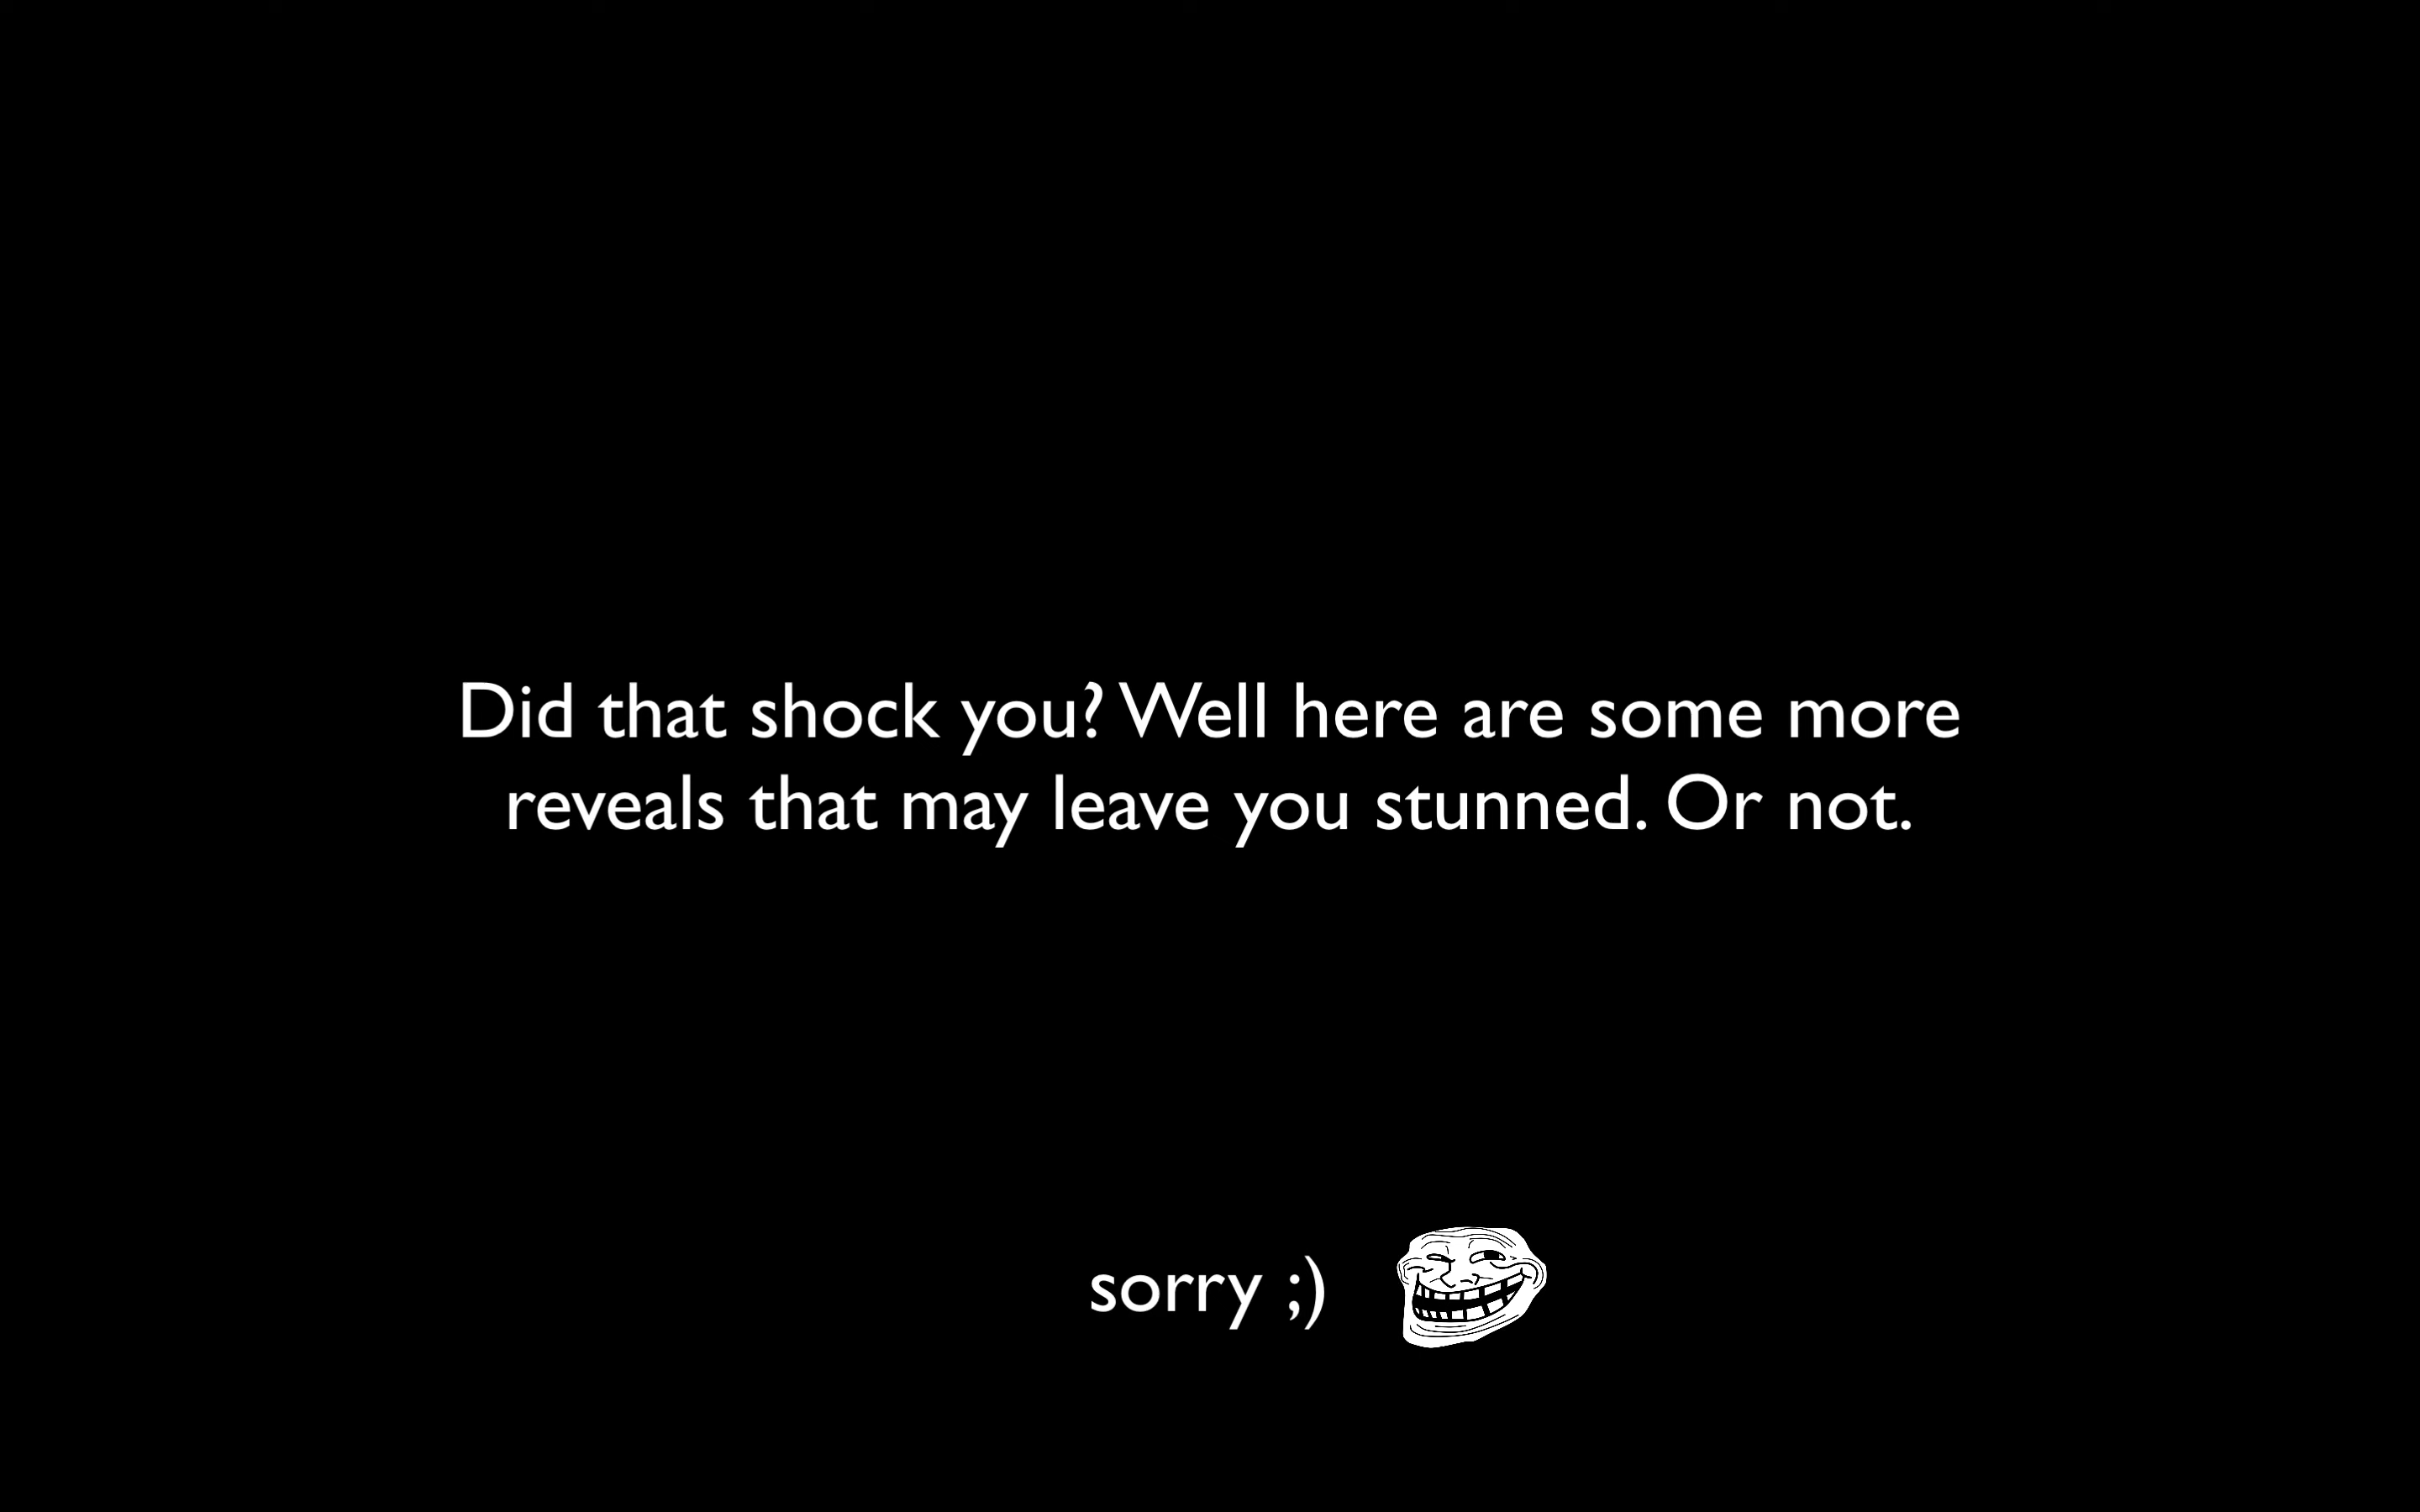 Did that shock you? Well here are some more
reveals that may leave you stunned. Or not.
sorry ;)